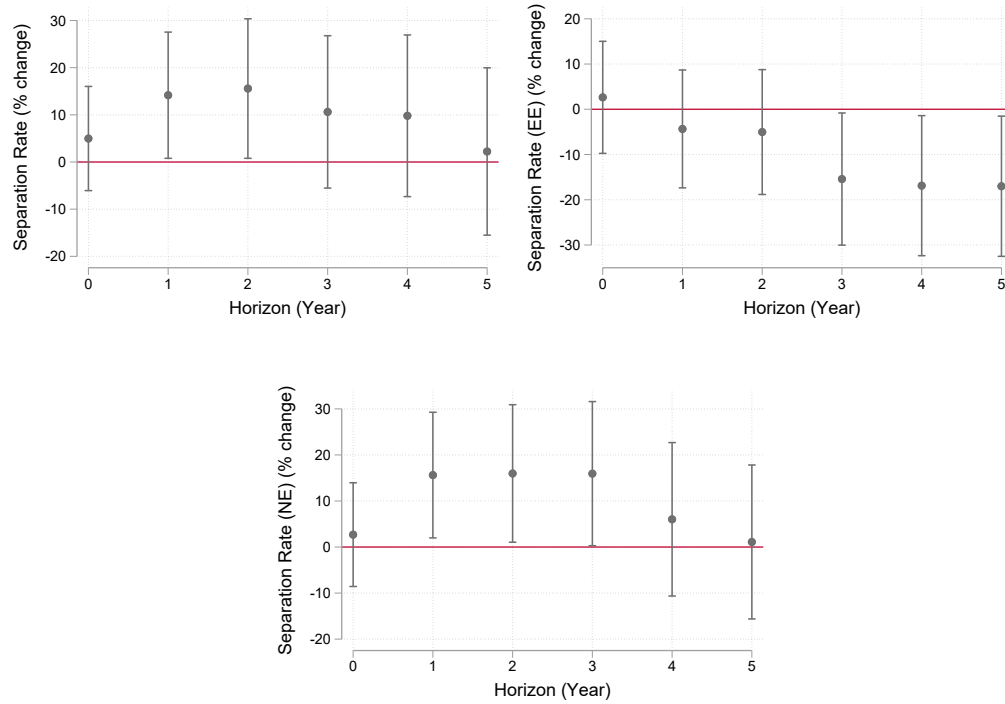 Separation Rate (% change)
30
20
10
0
-10
-20
0 1 2 3 4 5
Horizon (Year)
Separation Rate (EE) (% change)
20
10
0
-10
-20
-30
0 1 2 3 4 5
Horizon (Year)
Separation Rate (NE) (% change)
30
20
10
0
-10
-20
0 1 2 3 4 5
Horizon (Year)